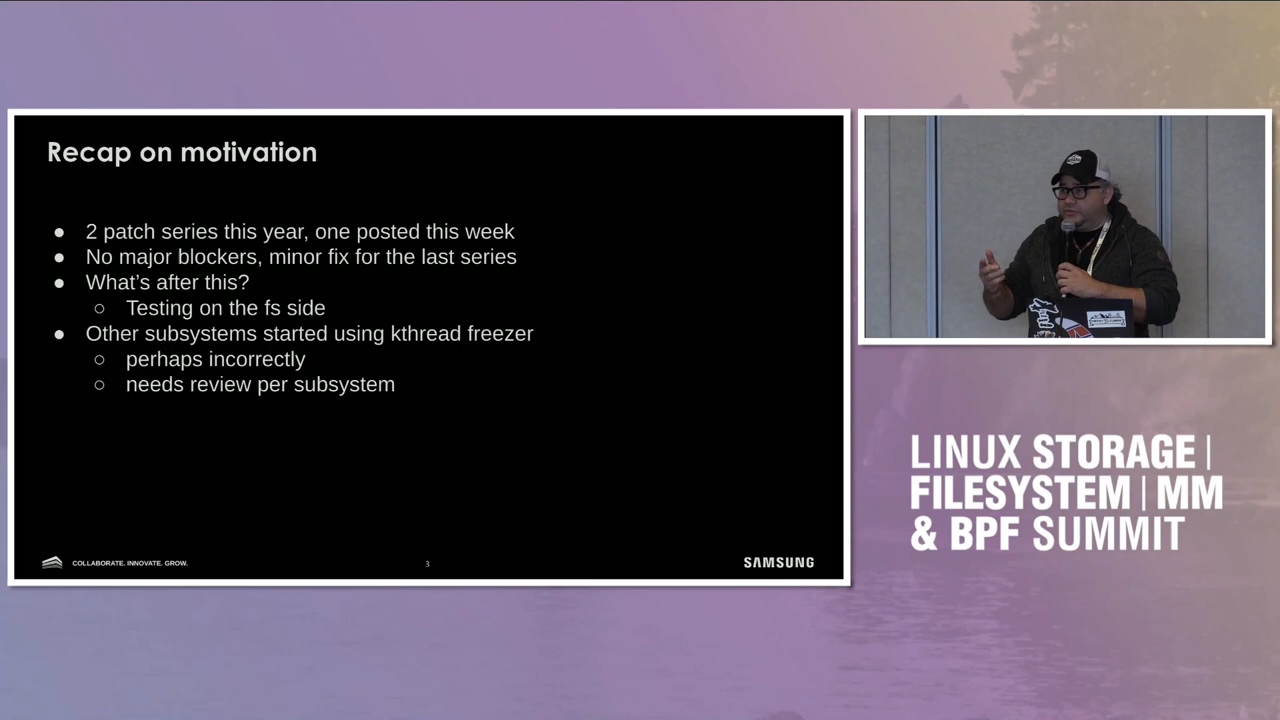 Recap on motivation
● 2 patch series this year, one posted this week
● No major blockers, minor fix for the last series
● What's after this?
○ Testing on the fs side
● Other subsystems started using kthread freezer
○ perhaps incorrectly
○ needs review per subsystem
COLLABORATE. INNOVATE. GROW.
3
SAMSUNG
LINUX STORAGE |
FILESYSTEM | MM
& BPF SUMMIT